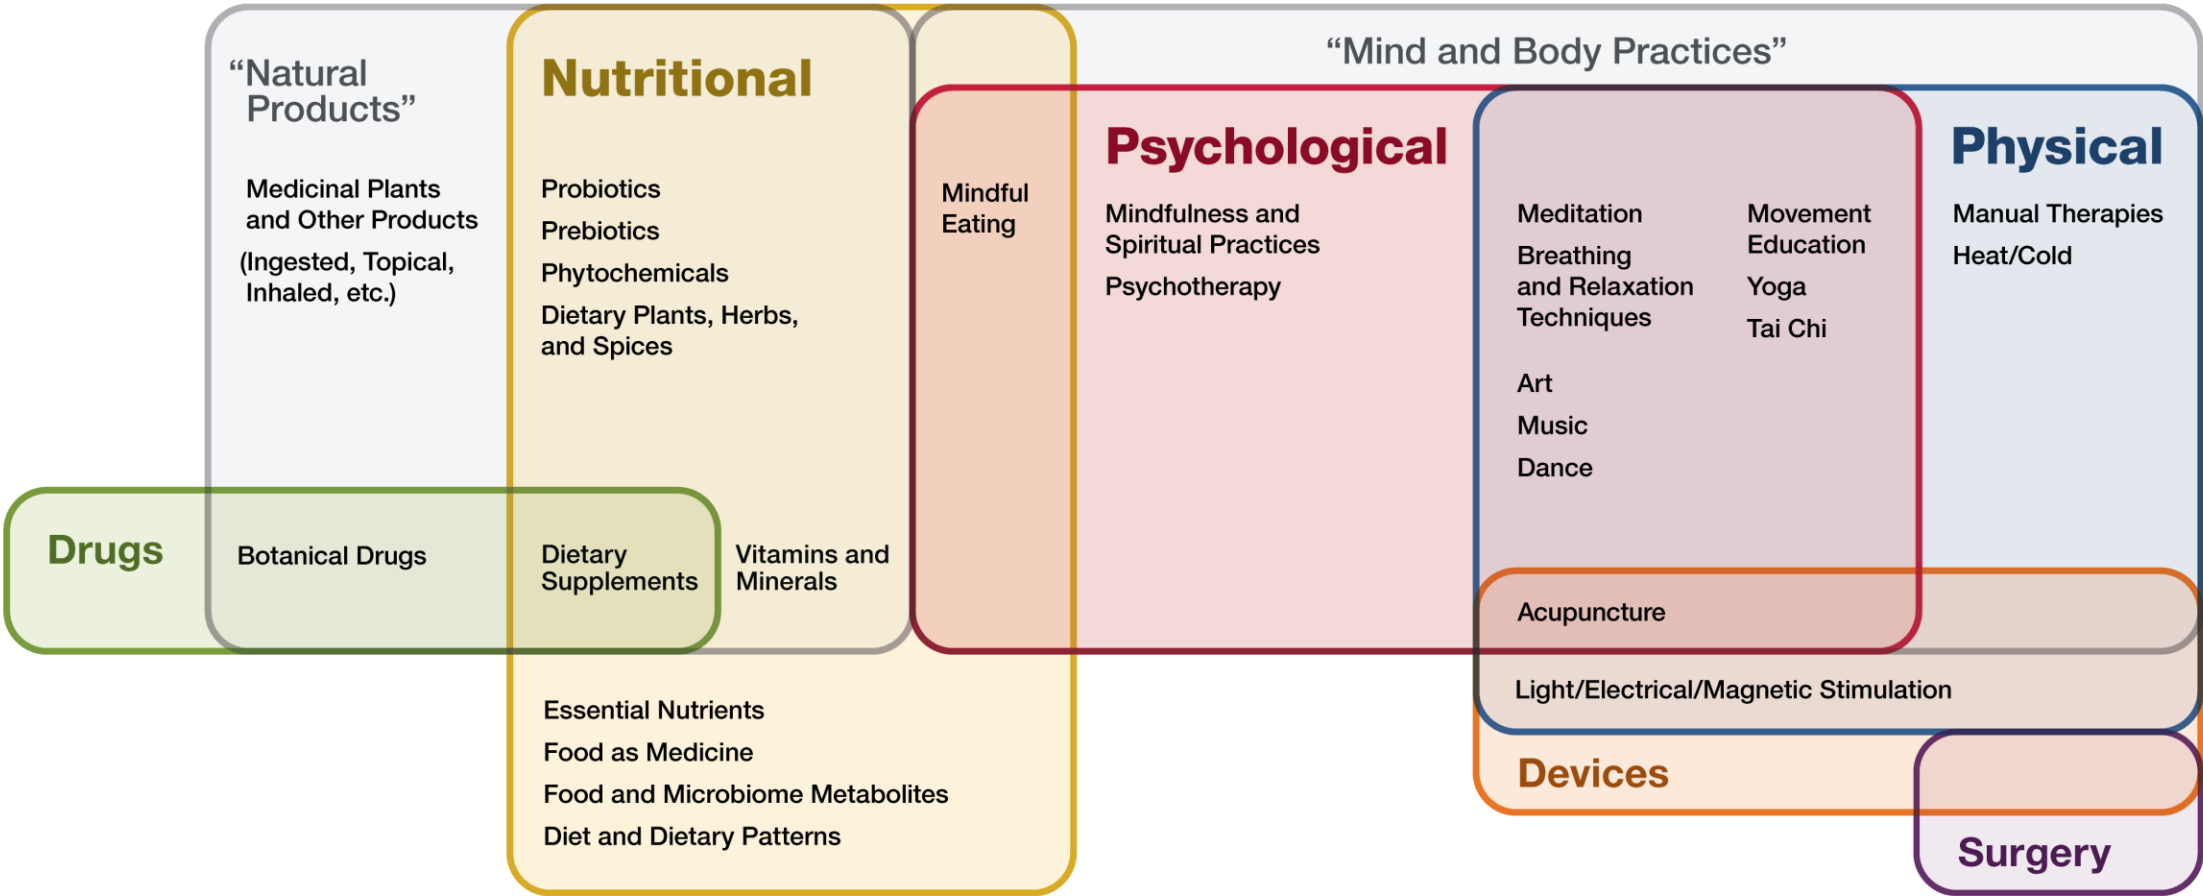 “Natural
Products”
Medicinal Plants
and Other Products
(Ingested, Topical,
Inhaled, etc.)
Nutritional
Probiotics
Prebiotics
Phytochemicals
Dietary Plants, Herbs,
and Spices
“Mind and Body Practices”
Mindful
Eating
Psychological
Mindfulness and
Spiritual Practices
Psychotherapy
Meditation
Breathing
and Relaxation
Techniques
Art
Music
Dance
Movement
Education
Yoga
Tai Chi
Physical
Manual Therapies
Heat/Cold
Drugs
Botanical Drugs
Dietary
Supplements
Vitamins and
Minerals
Essential Nutrients
Food as Medicine
Food and Microbiome Metabolites
Diet and Dietary Patterns
Acupuncture
Light/Electrical/Magnetic Stimulation
Devices
Surgery